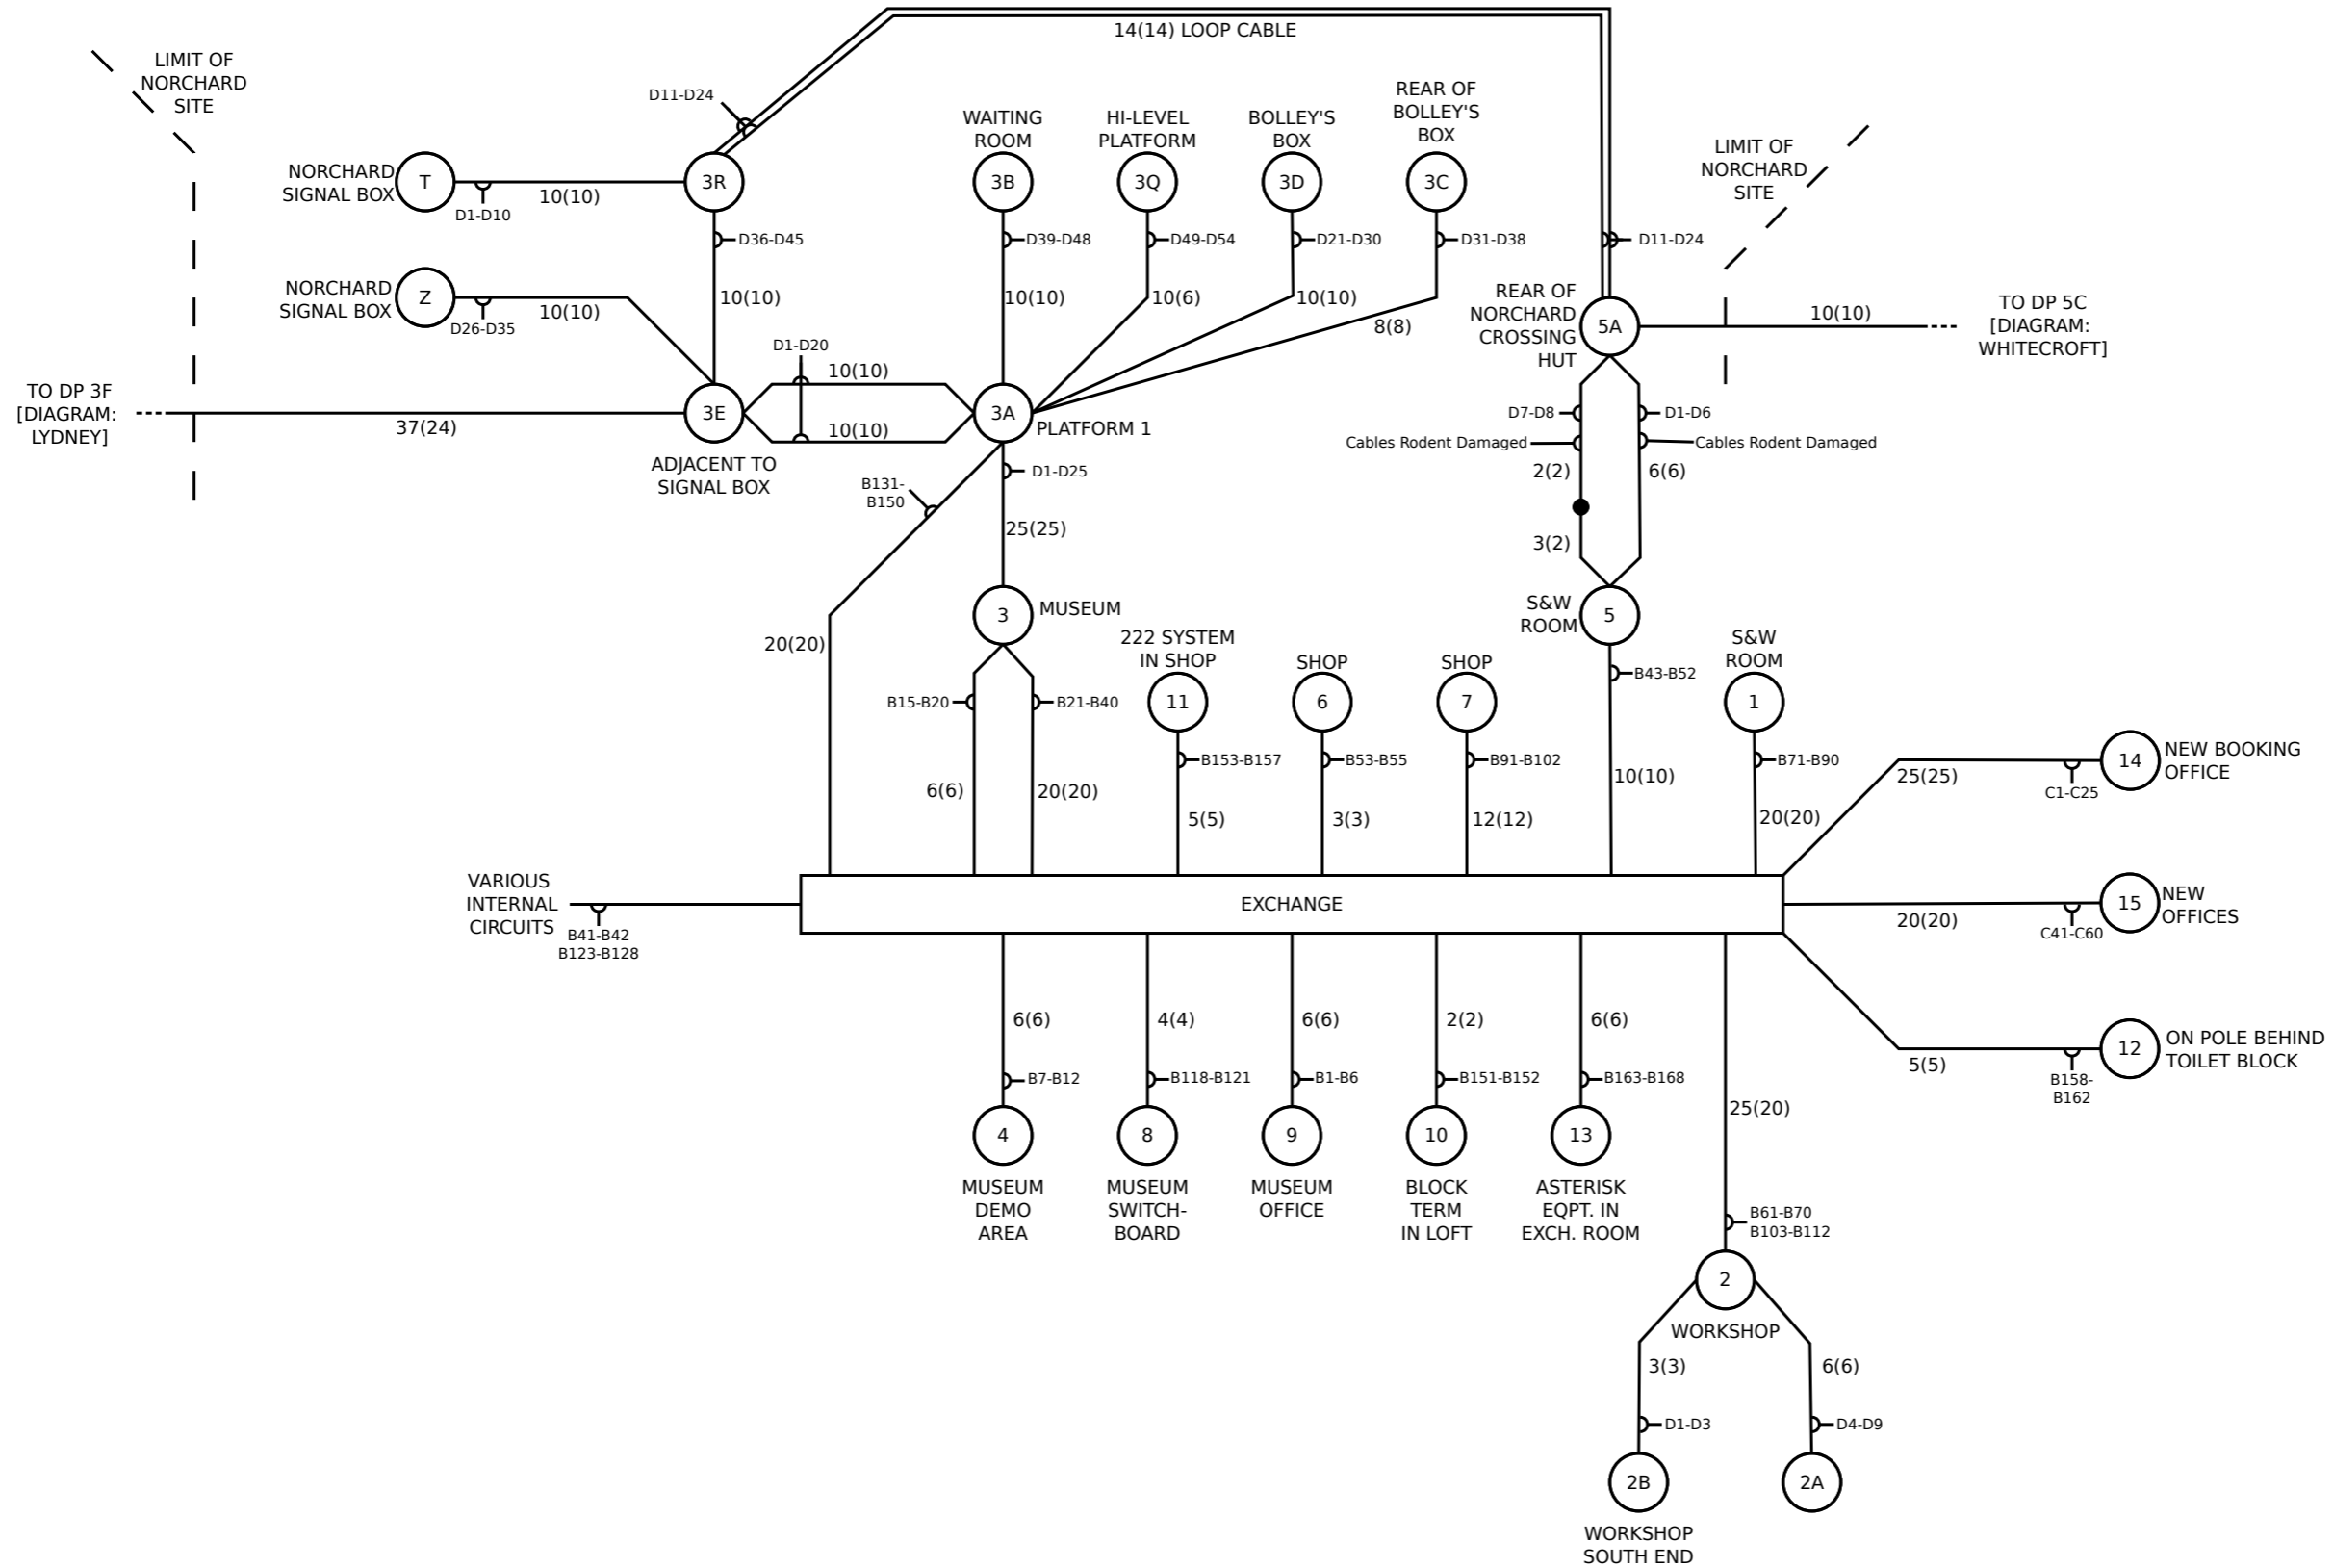 14(14) LOOP CABLE
LIMIT OF
NORCHARD
SITE
D11-D24
WAITING
ROOM
HI-LEVEL
PLATFORM
BOLLEY'S
BOX
REAR OF
BOLLEY'S
BOX
LIMIT OF
NORCHARD
SITE
NORCHARD
SIGNAL BOX
T
D1-D10
10(10)
3R
3B
3Q
3D
3C
D36-D45
D39-D48
D49-D54
D21-D30
D31-D38
D11-D24
NORCHARD
SIGNAL BOX
Z
D26-D35
10(10)
10(10)
10(10)
10(6)
10(10)
8(8)
REAR OF
NORCHARD
CROSSING
HUT
5A
10(10)
TO DP 5C
[DIAGRAM:
WHITECROFT]
D1-D20
10(10)
10(10)
TO DP 3F
[DIAGRAM:
LYDNEY]
37(24)
3E
ADJACENT TO
SIGNAL BOX
3A
PLATFORM 1
D7-D8
D1-D6
Cables Rodent Damaged
Cables Rodent Damaged
2(2)
6(6)
3(2)
B131-
B150
D1-D25
25(25)
20(20)
3
MUSEUM
S&W
ROOM
5
222 SYSTEM
IN SHOP
SHOP
SHOP
S&W
ROOM
11
6
7
1
B15-B20
B21-B40
B153-B157
B53-B55
B91-B102
B43-B52
B71-B90
6(6)
20(20)
5(5)
3(3)
12(12)
10(10)
20(20)
25(25)
C1-C25
14
NEW BOOKING
OFFICE
VARIOUS
INTERNAL
CIRCUITS
B41-B42
B123-B128
EXCHANGE
20(20)
C41-C60
15
NEW
OFFICES
5(5)
B158-
B162
12
ON POLE BEHIND
TOILET BLOCK
6(6)
4(4)
6(6)
2(2)
6(6)
25(20)
B7-B12
B118-B121
B1-B6
B151-B152
B163-B168
4
8
9
10
13
MUSEUM
DEMO
AREA
MUSEUM
SWITCH-
BOARD
MUSEUM
OFFICE
BLOCK
TERM
IN LOFT
ASTERISK
EQPT. IN
EXCH. ROOM
B61-B70
B103-B112
2
WORKSHOP
3(3)
6(6)
D1-D3
D4-D9
2B
2A
WORKSHOP
SOUTH END